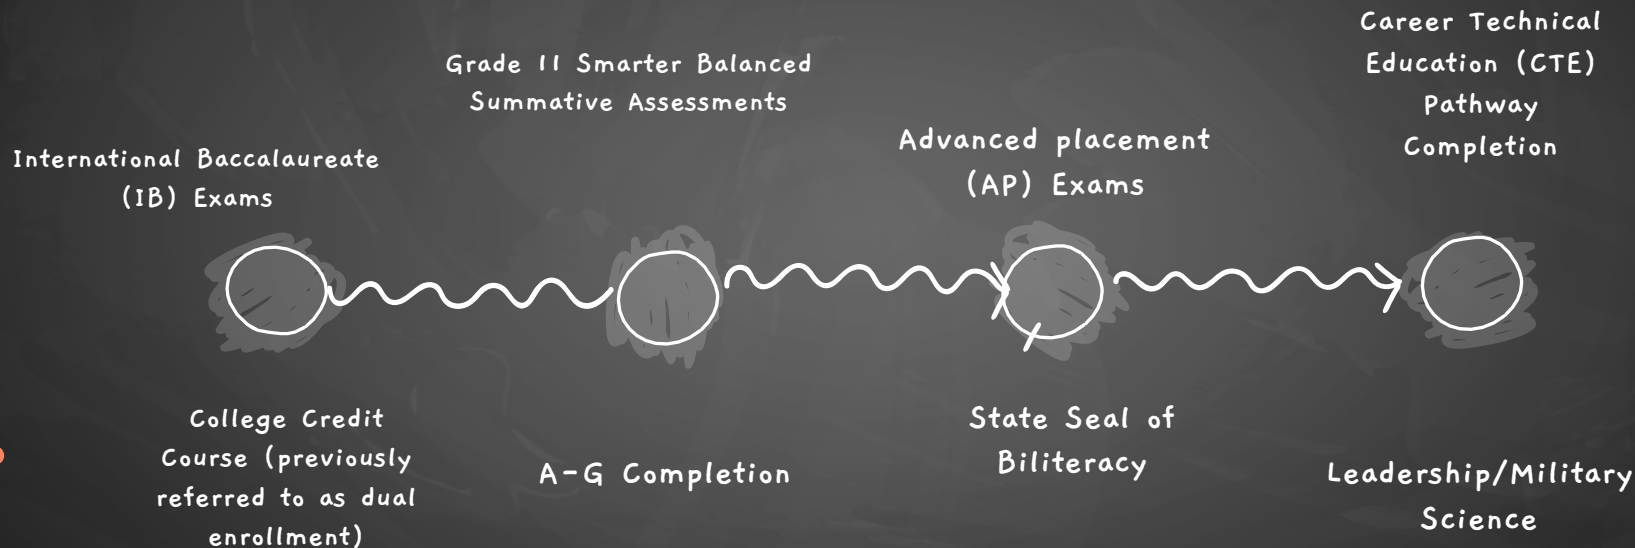 International Baccalaureate
(IB) Exams
Grade 11 Smarter Balanced
Summative Assessments
Advanced placement
(AP) Exams
Career Technical
Education (CTE)
Pathway
Completion
College Credit
Course (previously
referred to as dual
enrollment)
A-G Completion
State Seal of
Biliteracy
Leadership/Military
Science